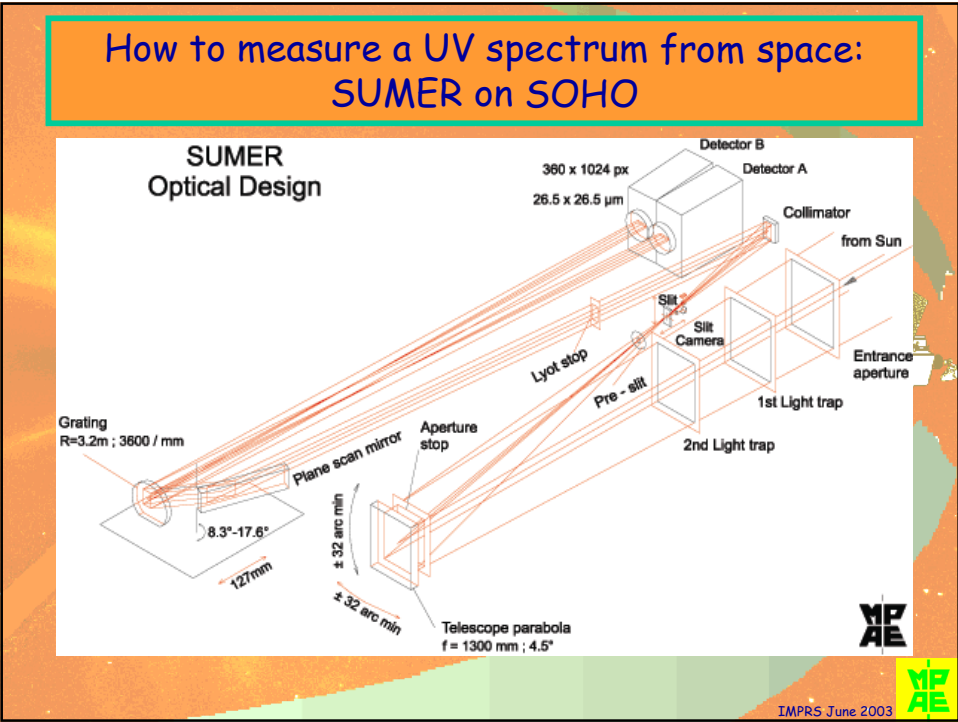 How to measure a UV spectrum from space:
SUMER on SOHO
SUMER
Optical Design
Detector B
360 x 1024 px
Detector A
26.5 x 26.5 µm
Collimator
from Sun
Slit
Slit
Camera
Lyot stop
Pre - slit
Entrance
aperture
1st Light trap
2nd Light trap
Grating
R=3.2m ; 3600 / mm
Aperture
stop
Plane scan mirror
8.3°-17.6°
127mm
± 32 arc min
± 32 arc min
Telescope parabola
f = 1300 mm ; 4.5°
MP
AE
IMPRS June 2003
MP
AE